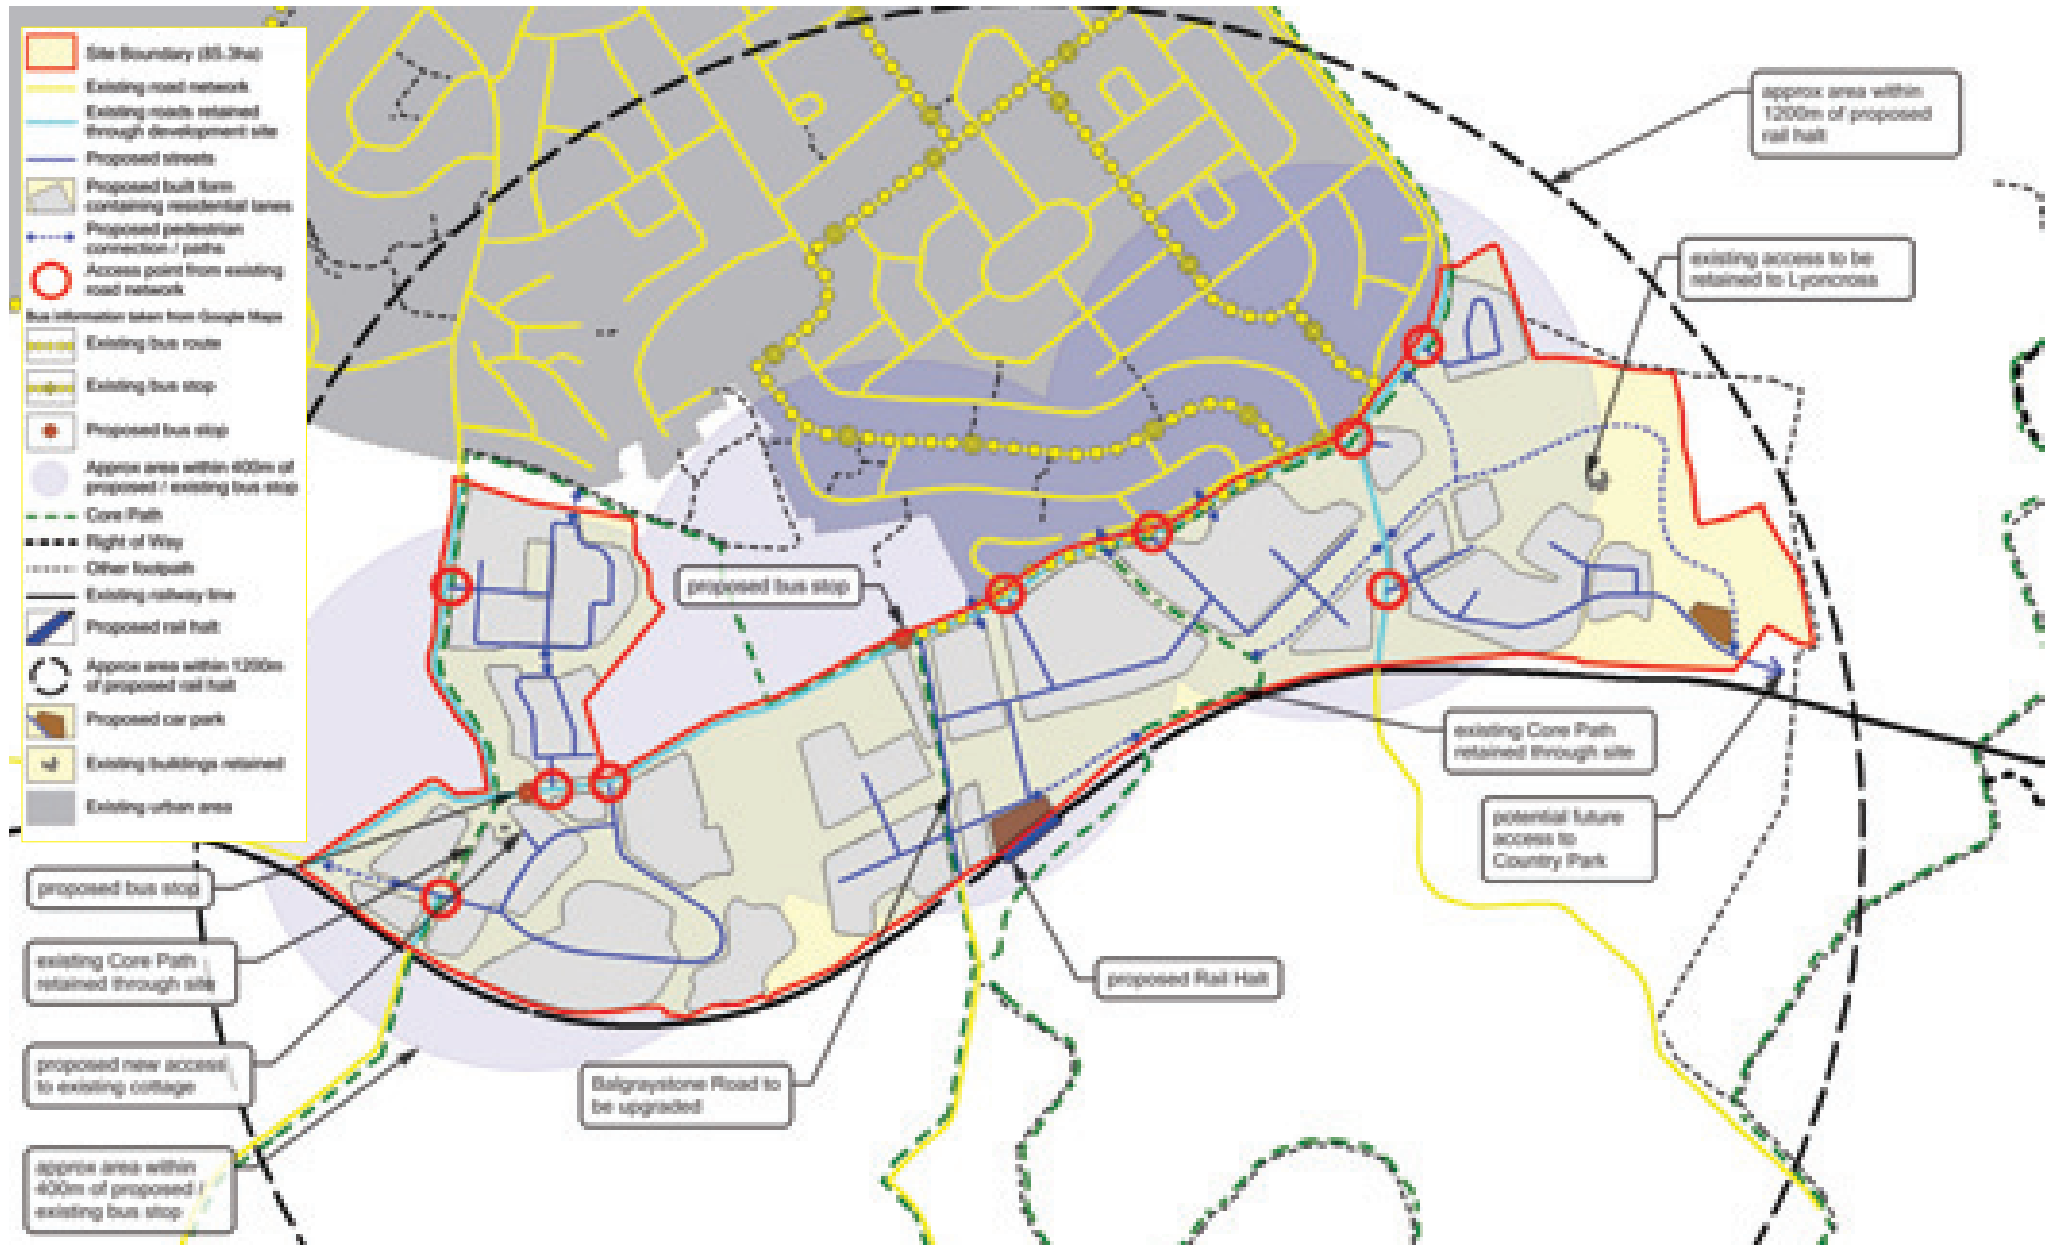 Site Boundary (85.3ha)
Existing road network
Existing roads retained
through development site
Proposed streets
Proposed built form
containing residential lanes
Proposed pedestrian
connection / paths
Access point from existing
road network
Bus information taken from Google Maps
Existing bus route
Existing bus stop
Proposed bus stop
Approx area within 400m of
proposed / existing bus stop
Core Path
Right of Way
Other footpath
Existing railway line
Proposed rail halt
Approx area within 1200m
of proposed rail halt
Proposed car park
Existing buildings retained
Existing urban area
approx area within
1200m of proposed
rail halt
existing access to be
retained to Lyoncross
proposed bus stop
existing Core Path
retained through site
potential future
access to
Country Park
proposed bus stop
existing Core Path
retained through site
proposed Rail Halt
proposed new access
to existing cottage
Balgraystone Road to
be upgraded
approx area within
400m of proposed /
existing bus stop